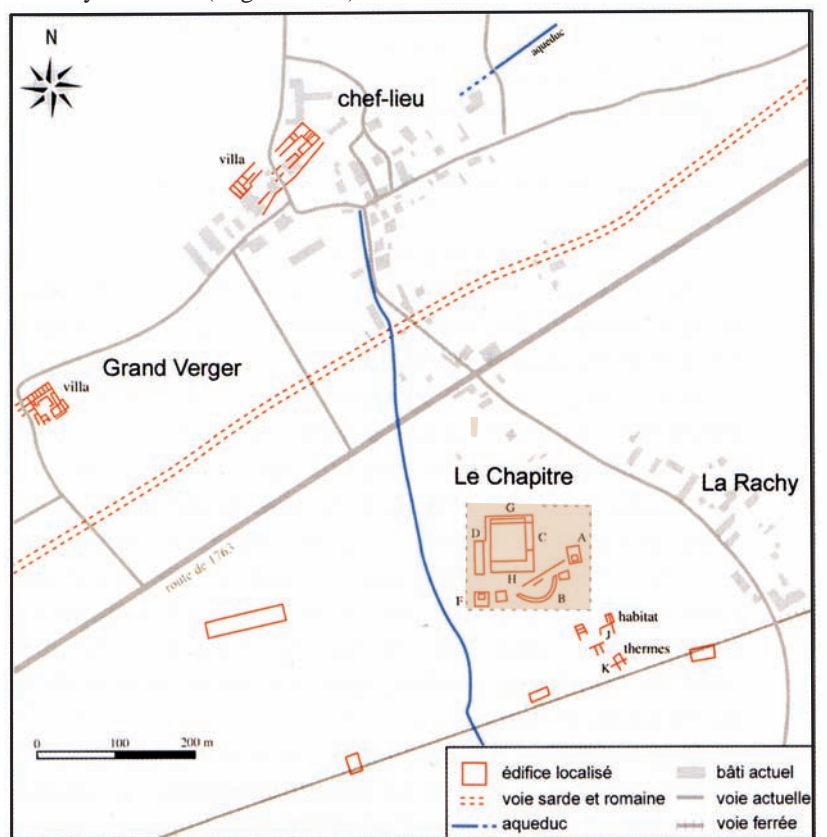 N
aqueduc
chef-lieu
villa
Grand Verger
villa
Le Chapitre
La Rachy
G
D
C
A
H
F
B
route de 1763
habitat
J
thermes
K
0 100 200 m
édifice localisé
bâti actuel
voie sarde et romaine
voie actuelle
aqueduc
voie ferrée